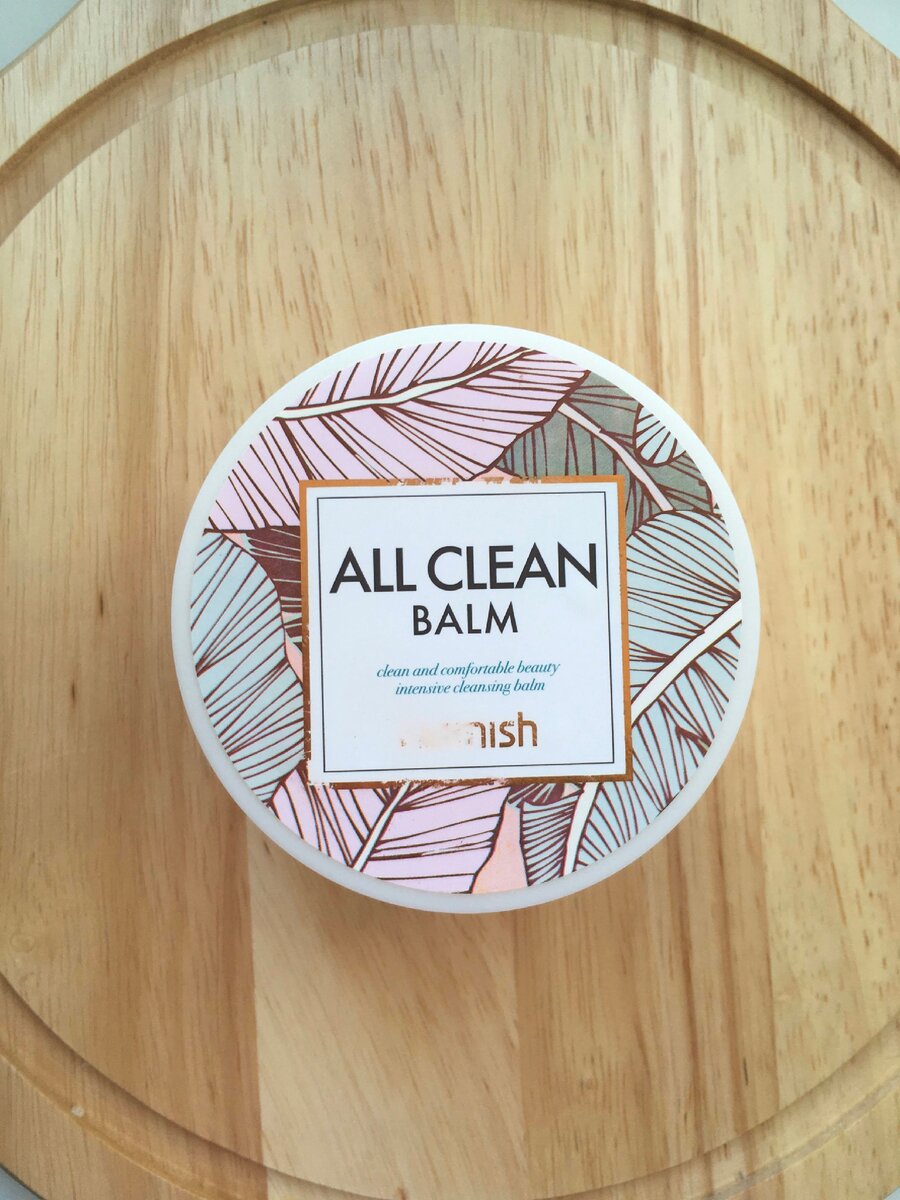 ALL CLEAN
BALM
clean and comfortable beauty
intensive cleansing balm